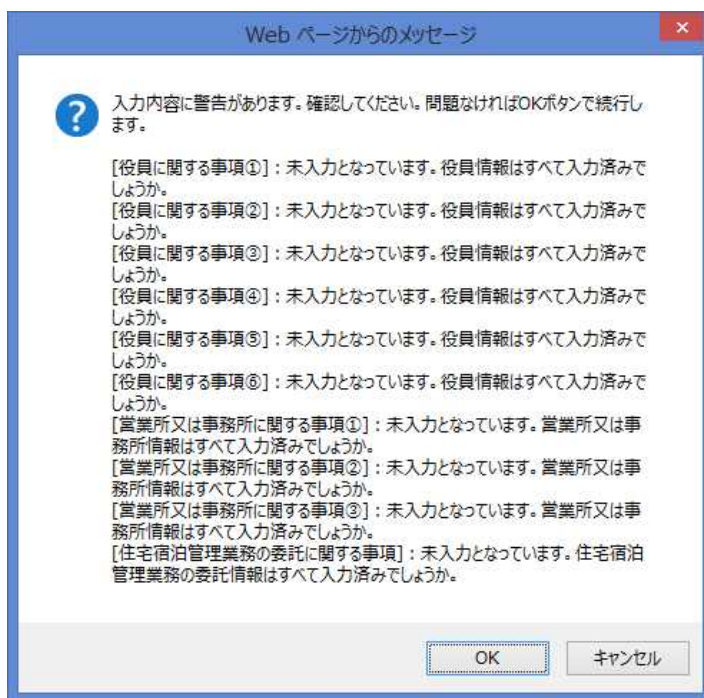 Web ページからのメッセージ
入力内容に警告があります。確認してください。問題なければOKボタンで続行し
ます。
[役員に関する事項①]：未入力となっています。役員情報はすべて入力済みで
しょうか。
[役員に関する事項②]：未入力となっています。役員情報はすべて入力済みで
しょうか。
[役員に関する事項③]：未入力となっています。役員情報はすべて入力済みで
しょうか。
[役員に関する事項④]：未入力となっています。役員情報はすべて入力済みで
しょうか。
[役員に関する事項⑤]：未入力となっています。役員情報はすべて入力済みで
しょうか。
[役員に関する事項⑥]：未入力となっています。役員情報はすべて入力済みで
しょうか。
[営業所又は事務所に関する事項①]：未入力となっています。営業所又は事
務所情報はすべて入力済みでしょうか。
[営業所又は事務所に関する事項②]：未入力となっています。営業所又は事
務所情報はすべて入力済みでしょうか。
[営業所又は事務所に関する事項③]：未入力となっています。営業所又は事
務所情報はすべて入力済みでしょうか。
[住宅宿泊管理業務の委託に関する事項]：未入力となっています。住宅宿泊
管理業務の委託情報はすべて入力済みでしょうか。
OK
キャンセル